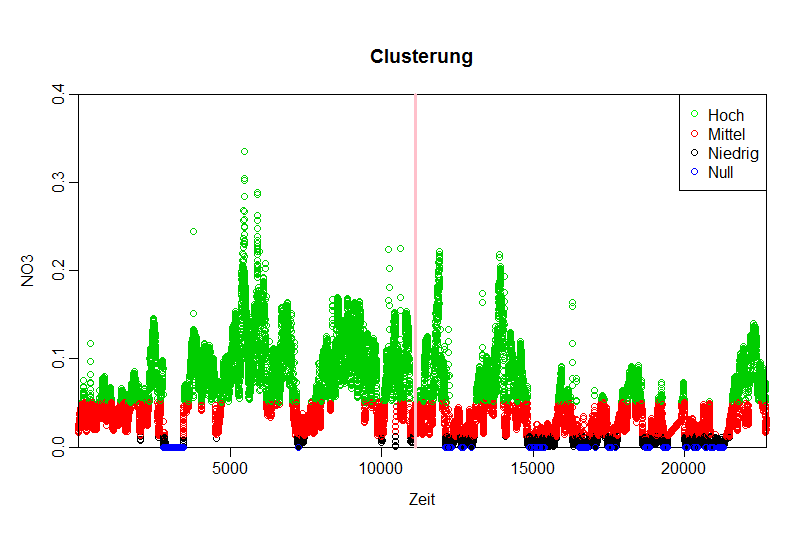 Clusterung
0.4
0.3
0.2
0.1
0.0
NO3
Hoch
Mittel
Niedrig
Null
5000 10000 15000 20000
Zeit